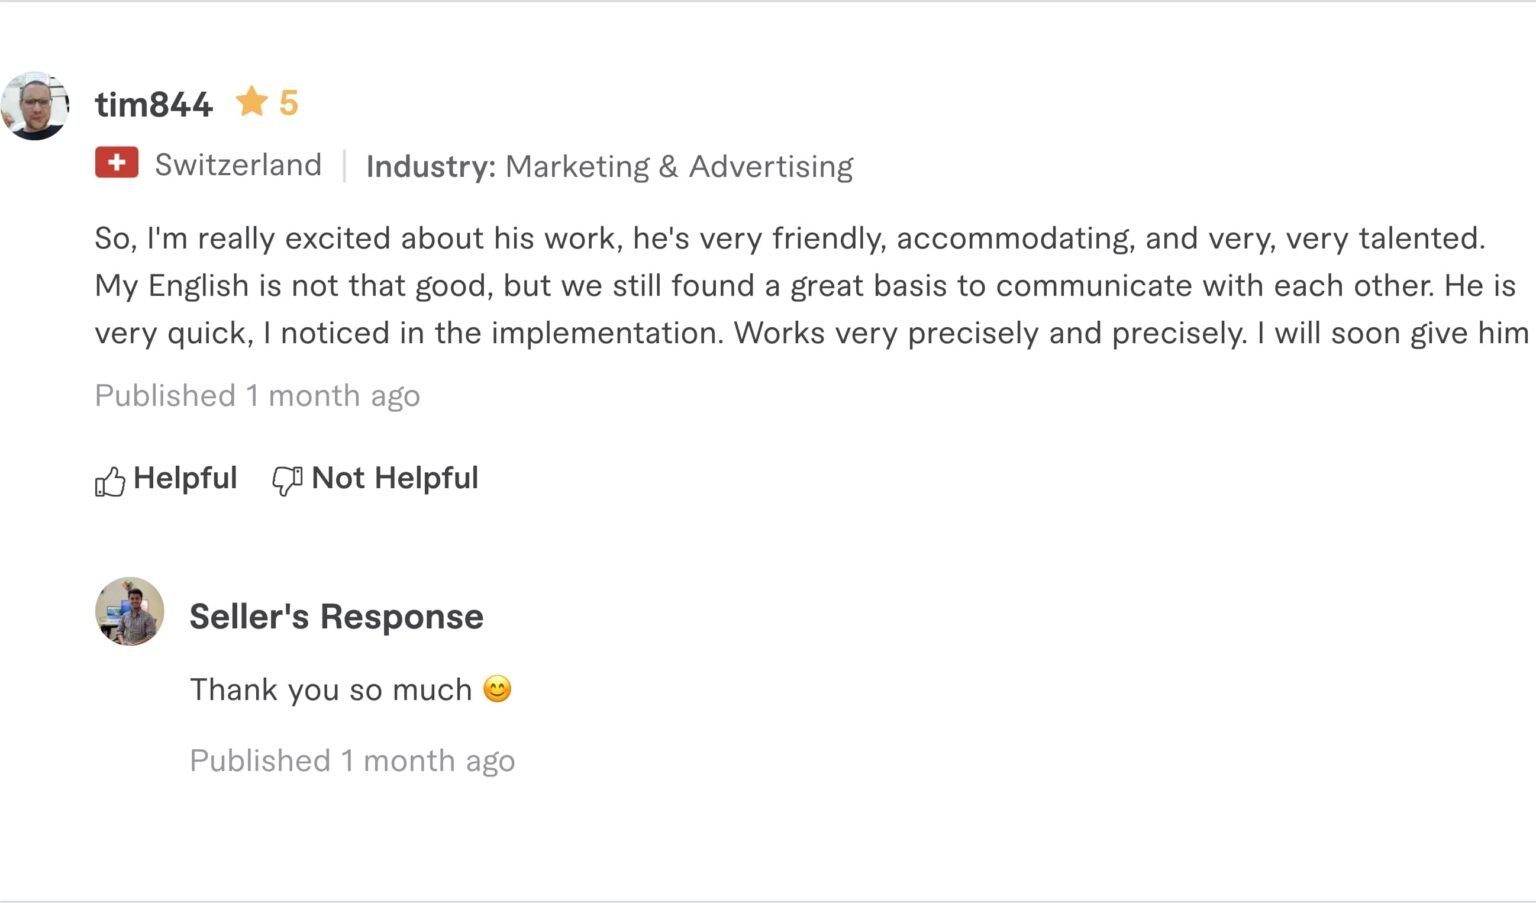 tim844 5
Switzerland Industry: Marketing & Advertising
So, I'm really excited about his work, he's very friendly, accommodating, and very, very talented.
My English is not that good, but we still found a great basis to communicate with each other. He is
very quick, I noticed in the implementation. Works very precisely and precisely. I will soon give him
Published 1 month ago
Helpful Not Helpful
Seller's Response
Thank you so much 😊
Published 1 month ago